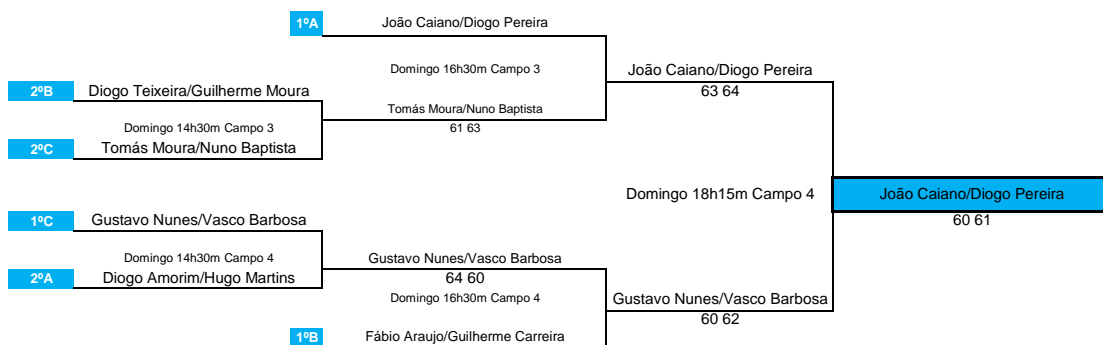 1ºA João Caiano/Diogo Pereira
Domingo 16h30m Campo 3 João Caiano/Diogo Pereira
2ºB Diogo Teixeira/Guilherme Moura 63 64
Tomás Moura/Nuno Baptista
Domingo 14h30m Campo 3 61 63
2ºC Tomás Moura/Nuno Baptista
Domingo 18h15m Campo 4 João Caiano/Diogo Pereira
1ºC Gustavo Nunes/Vasco Barbosa 60 61
Domingo 14h30m Campo 4 Gustavo Nunes/Vasco Barbosa
2ºA Diogo Amorim/Hugo Martins 64 60
Domingo 16h30m Campo 4 Gustavo Nunes/Vasco Barbosa
60 62
1ºB Fábio Araujo/Guilherme Carreira